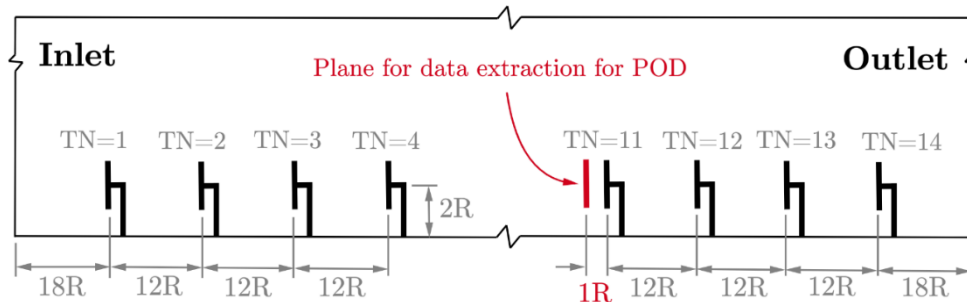 Inlet
Outlet
Plane for data extraction for POD
TN=1 TN=2 TN=3 TN=4 TN=11 TN=12 TN=13 TN=14
2R
18R 12R 12R 12R 1R 12R 12R 12R 18R